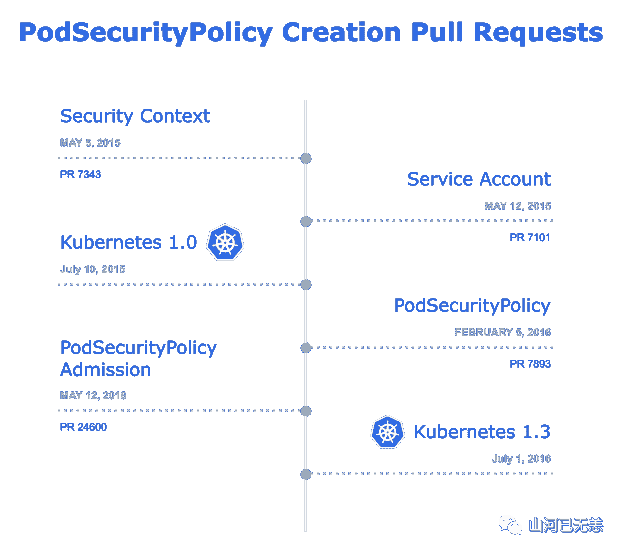 PodSecurityPolicy Creation Pull Requests
Security Context
MAY 5, 2015
PR 7343
Service Account
MAY 12, 2015
PR 7101
Kubernetes 1.0
July 10, 2015
PodSecurityPolicy
FEBRUARY 5, 2016
PR 7893
PodSecurityPolicy
Admission
MAY 12, 2016
PR 24600
Kubernetes 1.3
July 1, 2016
山河已无恙